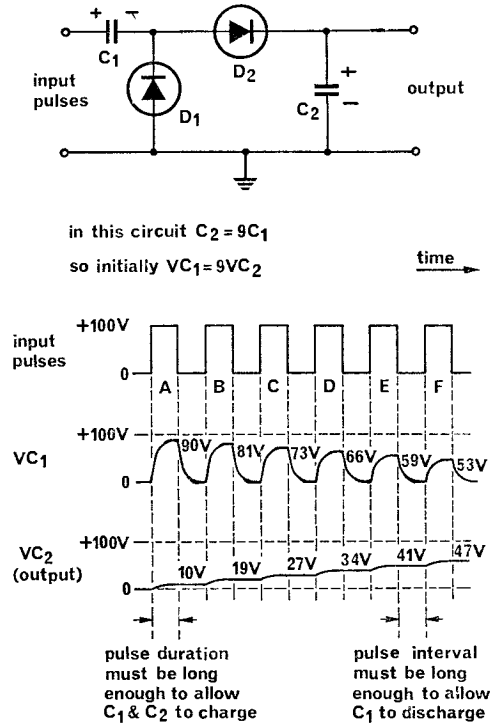 + −
C1
D2
input
pulses
D1
+
C2
−
output
in this circuit C2 = 9C1
so initially VC1 = 9VC2
time
input
pulses
+100V
0
A B C D E F
VC1
+100V
0
90V 81V 73V 66V 59V 53V
VC2
(output)
+100V
0
10V 19V 27V 34V 41V 47V
pulse duration
must be long
enough to allow
C1 & C2 to charge
pulse interval
must be long
enough to allow
C1 to discharge